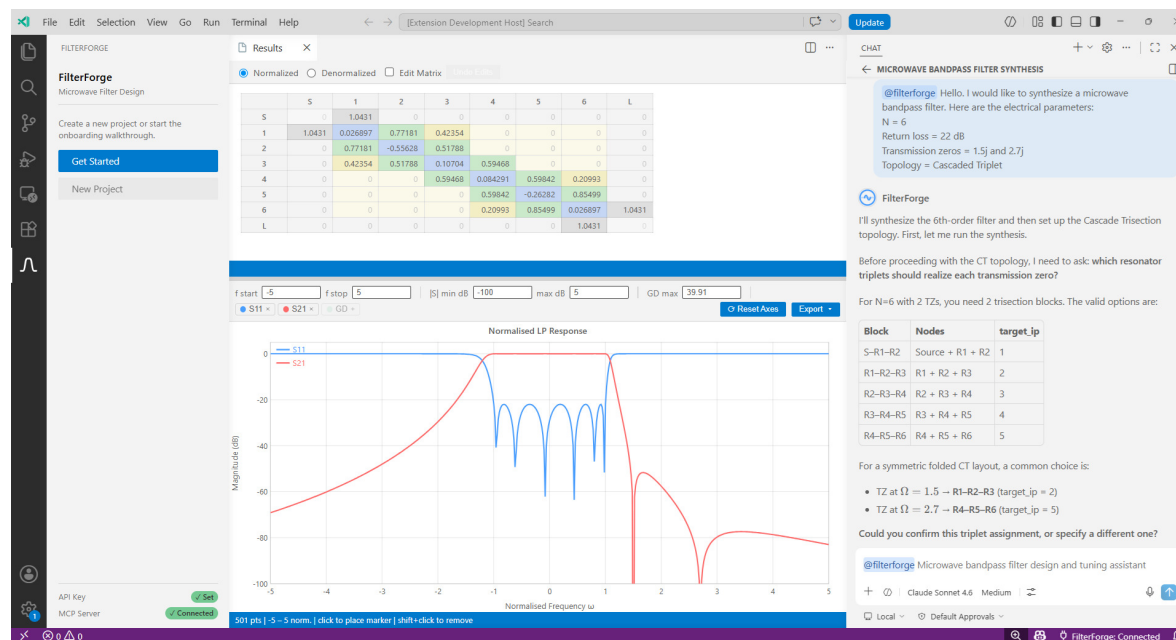 File Edit Selection View Go Run Terminal Help
[Extension Development Host] Search
Update
FILTERFORGE
FilterForge
Microwave Filter Design
Create a new project or start the
onboarding walkthrough.
Get Started
New Project
API Key ✓ Set
MCP Server ✓ Connected
Results
Normalized Denormalized Edit Matrix
S 1 2 3 4 5 6 L
S 0 1.0431 0 0 0 0 0 0
1 1.0431 0.026897 0.77181 0.42354 0 0 0 0
2 0 0.77181 -0.55628 0.51788 0 0 0 0
3 0 0.42354 0.51788 0.10704 0.59468 0 0 0
4 0 0 0 0.59468 0.084291 0.59842 0.20993 0
5 0 0 0 0 0.59842 -0.26282 0.85499 0
6 0 0 0 0 0.20993 0.85499 0.026897 1.0431
L 0 0 0 0 0 0 1.0431 0
f start -5 f stop 5 |S| min dB -100 max dB 5 GD max 39.91
S11 × S21 × GD ×
Reset Axes Export
Normalised LP Response
S11
S21
Magnitude (dB)
0
-20
-40
-60
-80
-100
-5 -4 -3 -2 -1 0 1 2 3 4 5
Normalised Frequency ω
501 pts | -5 – 5 norm. | click to place marker | shift+click to remove
CHAT
MICROWAVE BANDPASS FILTER SYNTHESIS
@filterforge Hello. I would like to synthesize a microwave
bandpass filter. Here are the electrical parameters:
N = 6
Return loss = 22 dB
Transmission zeros = 1.5j and 2.7j
Topology = Cascaded Triplet
FilterForge
I'll synthesize the 6th-order filter and then set up the Cascade Trisection
topology. First, let me run the synthesis.
Before proceeding with the CT topology, I need to ask: which resonator
triplets should realize each transmission zero?
For N=6 with 2 TZs, you need 2 trisection blocks. The valid options are:
Block Nodes target_ip
S–R1–R2 Source + R1 + R2 1
R1–R2–R3 R1 + R2 + R3 2
R2–R3–R4 R2 + R3 + R4 3
R3–R4–R5 R3 + R4 + R5 4
R4–R5–R6 R4 + R5 + R6 5
For a symmetric folded CT layout, a common choice is:
• TZ at Ω = 1.5 → R1–R2–R3 (target_ip = 2)
• TZ at Ω = 2.7 → R4–R5–R6 (target_ip = 5)
Could you confirm this triplet assignment, or specify a different one?
@filterforge Microwave bandpass filter design and tuning assistant
Claude Sonnet 4.6 Medium
Local Default Approvals
1
0 0
FilterForge: Connected